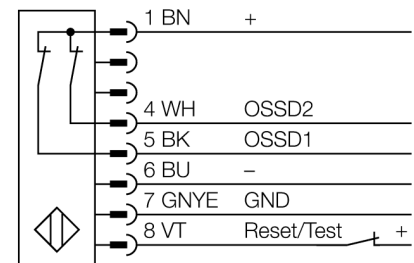 1 BN +
4 WH OSSD2
5 BK OSSD1
6 BU –
7 GNYE GND
8 VT Reset/Test +